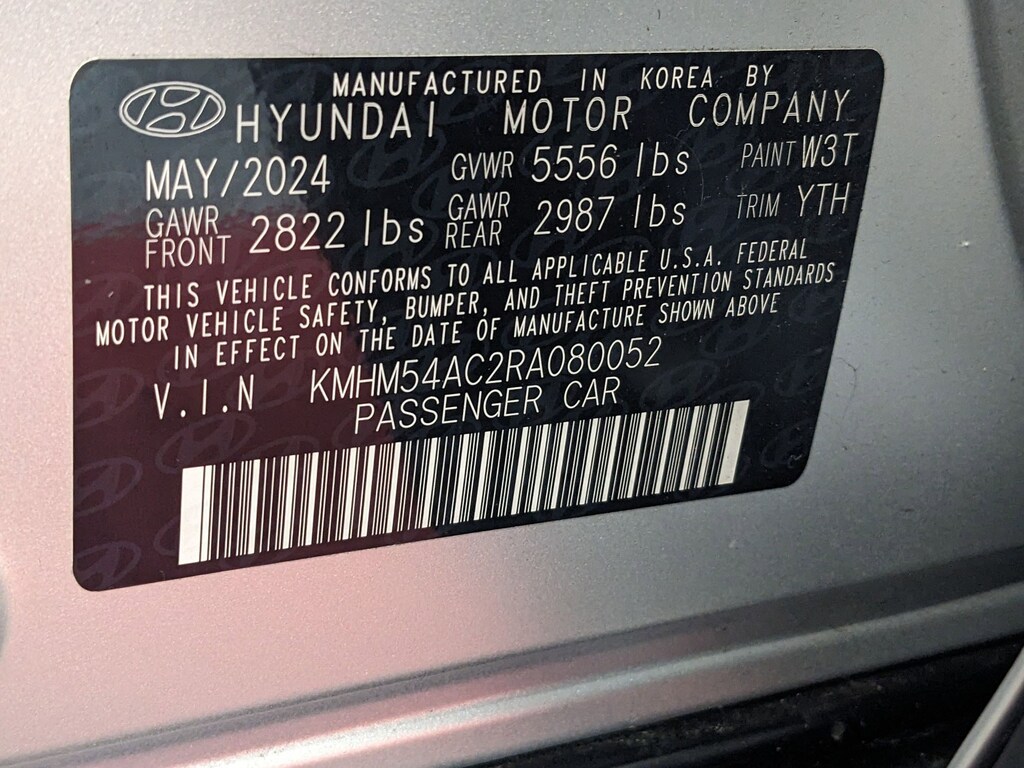 MANUFACTURED IN KOREA BY
HYUNDAI MOTOR COMPANY
MAY/2024 GVWR 5556 lbs PAINT W3T
GAWR FRONT 2822 lbs GAWR REAR 2987 lbs TRIM YTH
THIS VEHICLE CONFORMS TO ALL APPLICABLE U.S.A. FEDERAL
MOTOR VEHICLE SAFETY, BUMPER, AND THEFT PREVENTION STANDARDS
IN EFFECT ON THE DATE OF MANUFACTURE SHOWN ABOVE
V.I.N KMHM54AC2RA080052
PASSENGER CAR